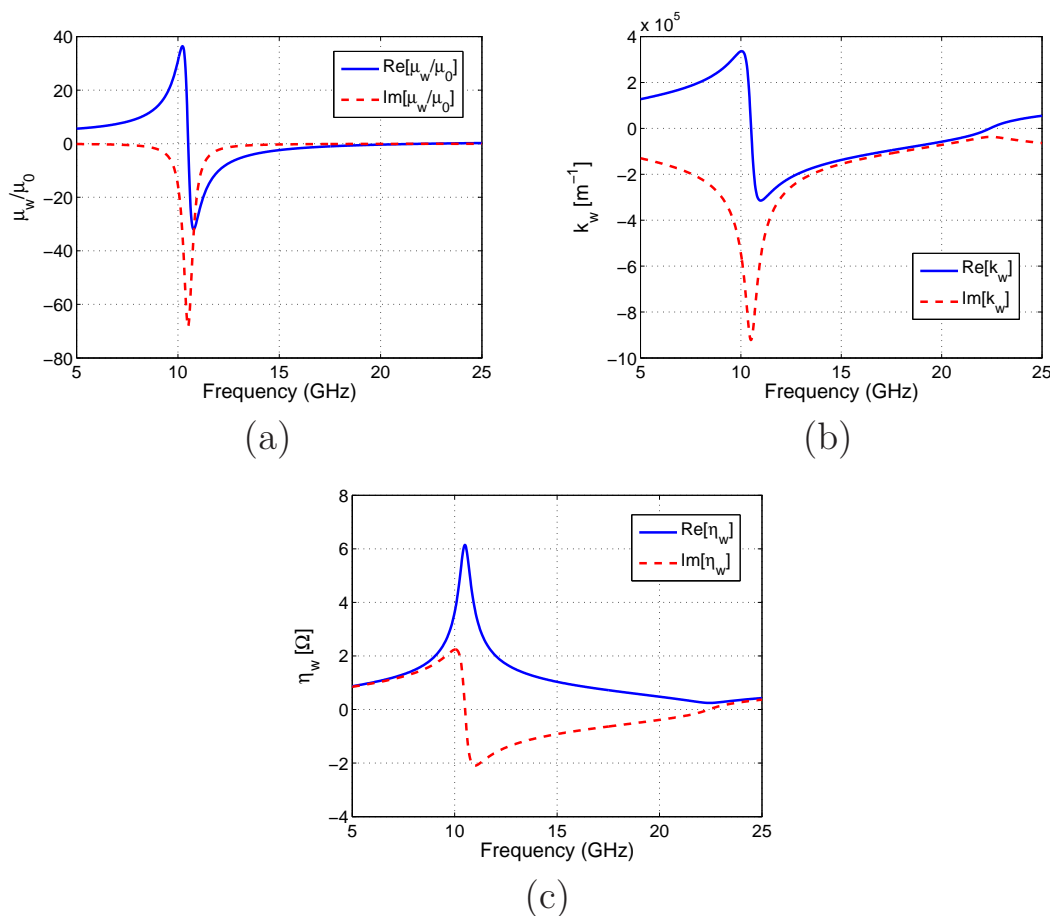 40
20
0
−20
−40
−60
−80
5
10
15
20
25
Frequency (GHz)
μw/μ0
Re[μw/μ0]
Im[μw/μ0]
(a)
x 10^5
4
2
0
−2
−4
−6
−8
−10
5
10
15
20
25
Frequency (GHz)
kw [m−1]
Re[kw]
Im[kw]
(b)
8
6
4
2
0
−2
−4
5
10
15
20
25
Frequency (GHz)
ηw [Ω]
Re[ηw]
Im[ηw]
(c)